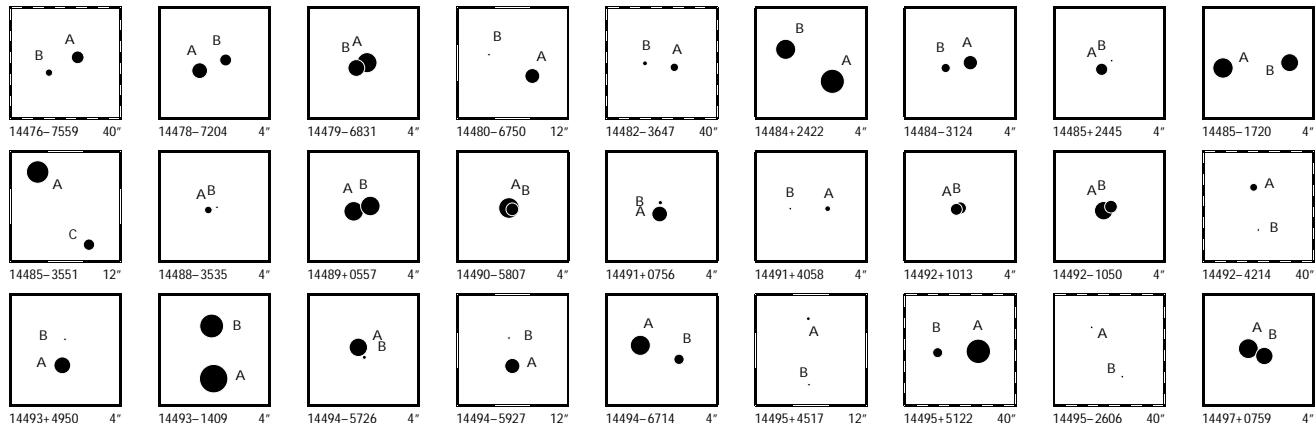 A
B
A
B
A
B
B
A
B
A
B
A
B
A
A
B
A
B
14476−7559 40″
14478−7204 4″
14479−6831 4″
14480−6750 12″
14482−3647 40″
14484+2422 4″
14484−3124 4″
14485+2445 4″
14485−1720 4″
A
C
A B
A B
A B
B
A
B A
A B
A B
A
B
14485−3551 12″
14488−3535 4″
14489+0557 4″
14490−5807 4″
14491+0756 4″
14491+4058 4″
14492+1013 4″
14492−1050 4″
14492−4214 40″
B
A
B
A
A
B
B
A
A
B
A
B
B A
A
B
A B
14493+4950 4″
14493−1409 4″
14494−5726 4″
14494−5927 12″
14494−6714 4″
14495+4517 12″
14495+5122 40″
14495−2606 40″
14497+0759 4″